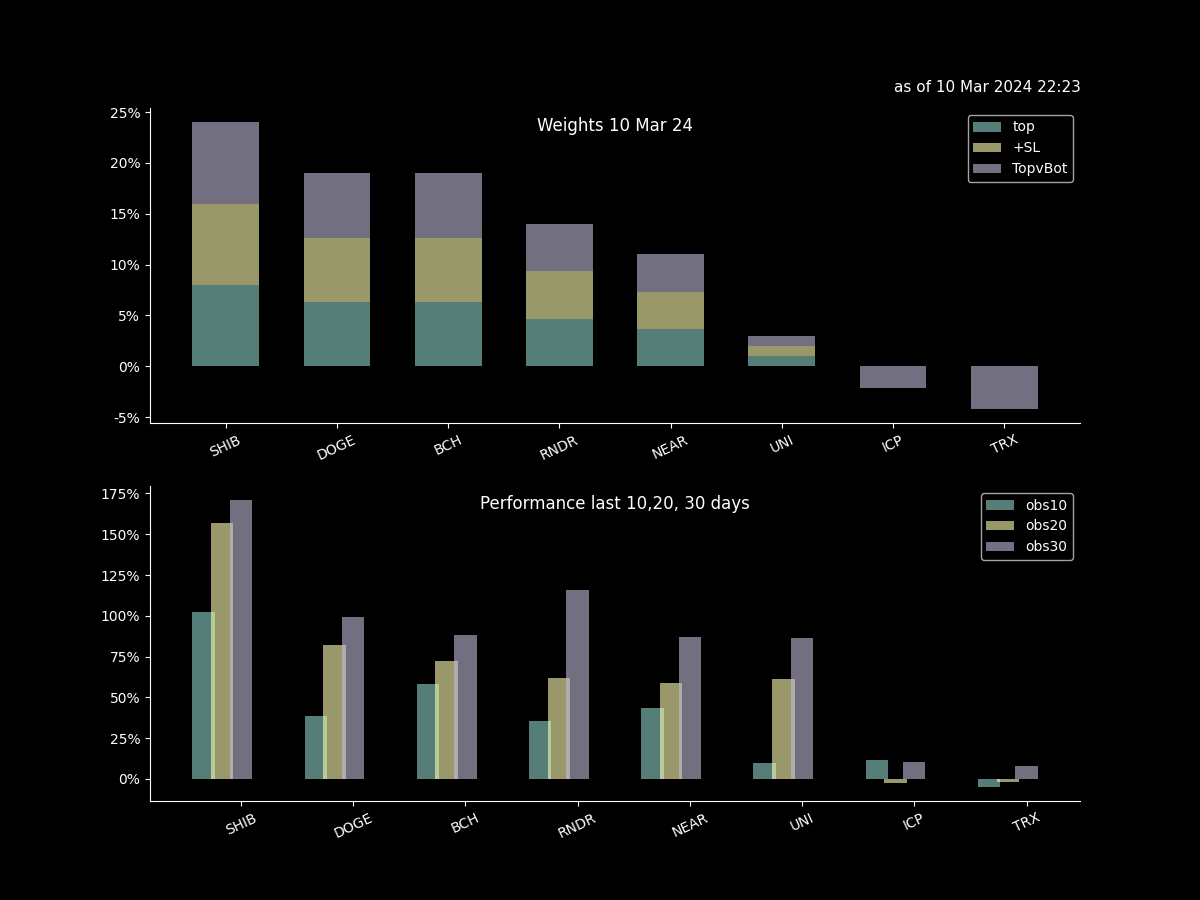 as of 10 Mar 2024 22:23
Weights 10 Mar 24
top
+SL
TopvBot
25%
20%
15%
10%
5%
0%
-5%
SHIB DOGE BCH RNDR NEAR UNI ICP TRX
Performance last 10,20, 30 days
obs10
obs20
obs30
175%
150%
125%
100%
75%
50%
25%
0%
SHIB DOGE BCH RNDR NEAR UNI ICP TRX